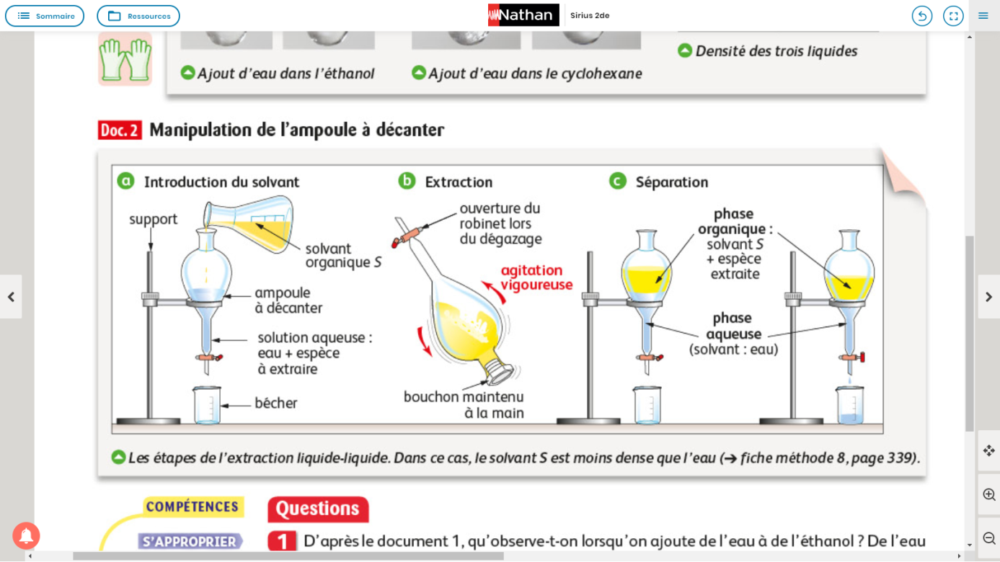 Sommaire
Ressources
Nathan
Sirius 2de
Densité des trois liquides
Ajout d'eau dans l'éthanol
Ajout d'eau dans le cyclohexane
Doc. 2 Manipulation de l'ampoule à décanter
a Introduction du solvant
support
solvant
organique S
ampoule
à décanter
solution aqueuse :
eau + espèce
à extraire
bécher
b Extraction
ouverture du
robinet lors
du dégazage
agitation
vigoureuse
bouchon maintenu
à la main
c Séparation
phase
organique :
solvant S
+ espèce
extraite
phase
aqueuse
(solvant : eau)
Les étapes de l'extraction liquide-liquide. Dans ce cas, le solvant S est moins dense que l'eau (➔ fiche méthode 8, page 339).
COMPÉTENCES
Questions
S'APPROPRIER
1 D'après le document 1, qu'observe-t-on lorsqu'on ajoute de l'eau à de l'éthanol ? De l'eau